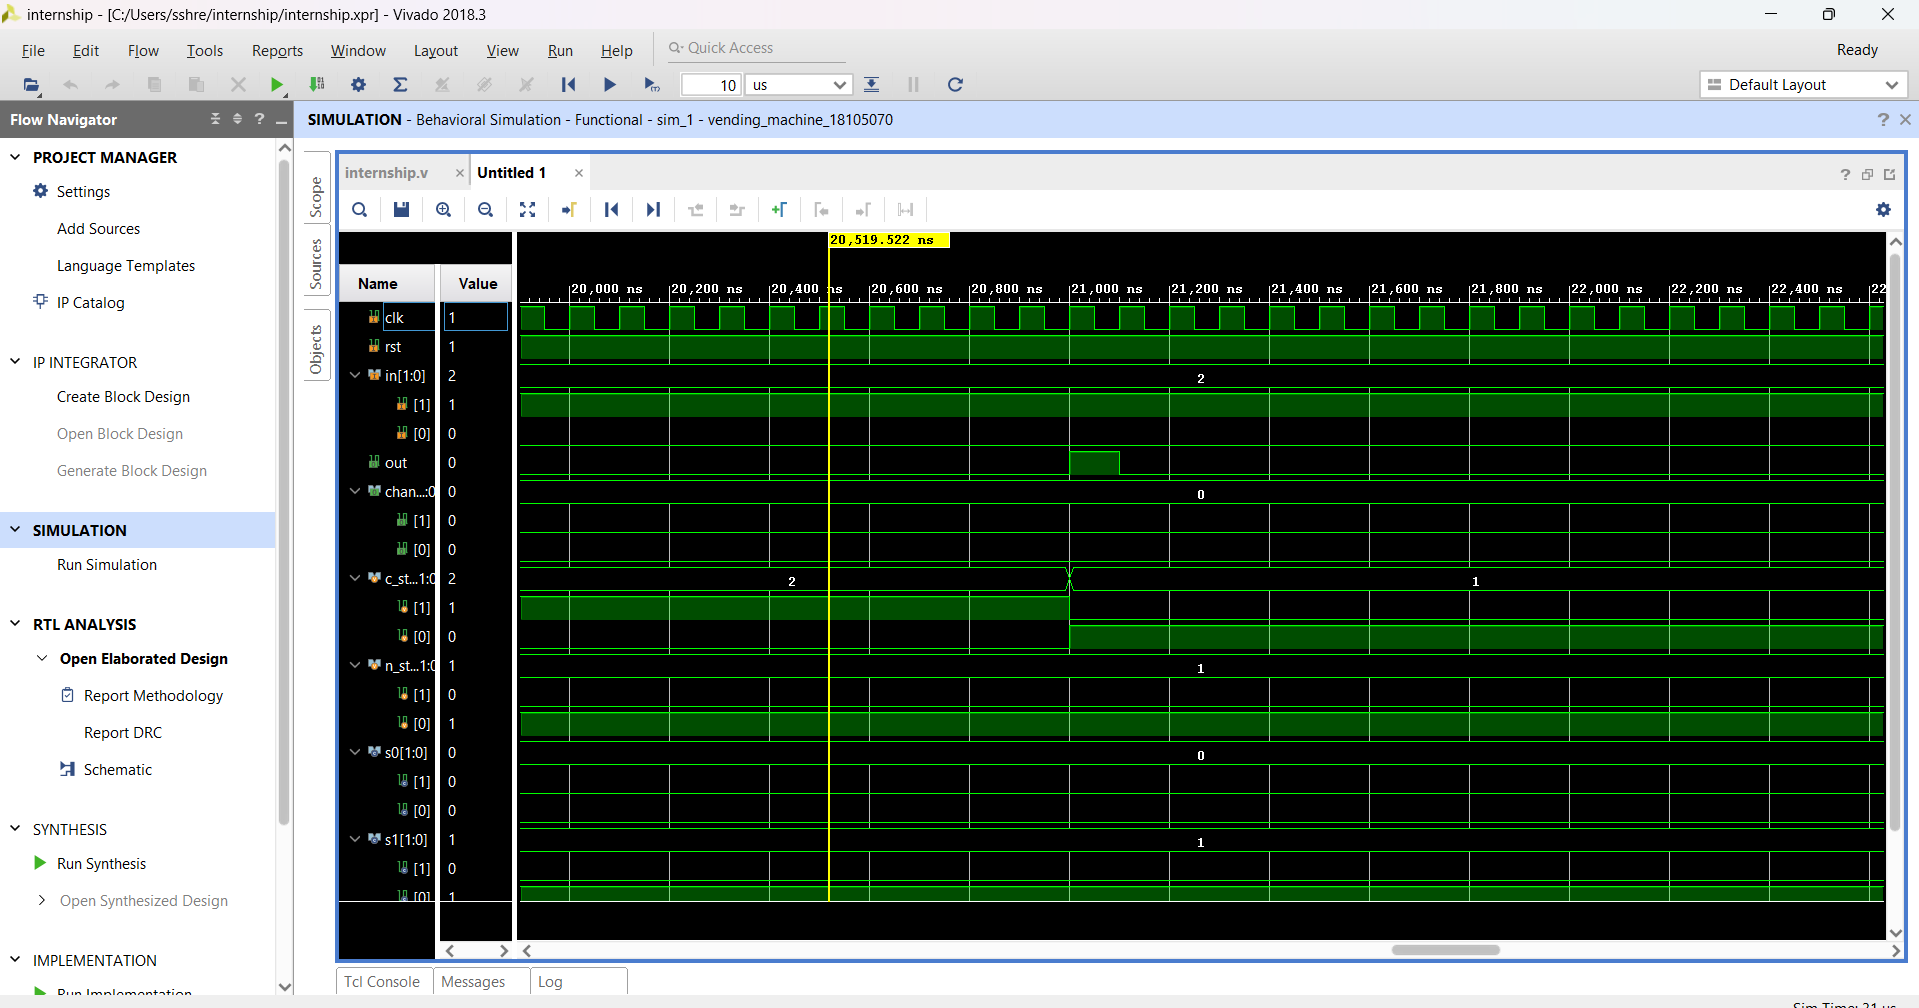 internship - [C:/Users/sshre/internship/internship.xpr] - Vivado 2018.3
File Edit Flow Tools Reports Window Layout View Run Help Quick Access Ready
10 us Default Layout
Flow Navigator
SIMULATION - Behavioral Simulation - Functional - sim_1 - vending_machine_18105070
PROJECT MANAGER
Settings
Add Sources
Language Templates
IP Catalog
IP INTEGRATOR
Create Block Design
Open Block Design
Generate Block Design
SIMULATION
Run Simulation
RTL ANALYSIS
Open Elaborated Design
Report Methodology
Report DRC
Schematic
SYNTHESIS
Run Synthesis
Open Synthesized Design
IMPLEMENTATION
Run Implementation
Scope
Sources
Objects
internship.v Untitled 1
20,519.522 ns
Name Value
20,000 ns 20,200 ns 20,400 ns 20,600 ns 20,800 ns 21,000 ns 21,200 ns 21,400 ns 21,600 ns 21,800 ns 22,000 ns 22,200 ns 22,400 ns 22
clk 1
rst 1
in[1:0] 2 2
[1] 1
[0] 0
out 0
chan...:0 0 0
[1] 0
[0] 0
c_st...1:0 2 2 1
[1] 1
[0] 0
n_st...1:0 1 1
[1] 0
[0] 1
s0[1:0] 0 0
[1] 0
[0] 0
s1[1:0] 1 1
[1] 0
[0] 1
Tcl Console Messages Log
Sim Time: 21 us